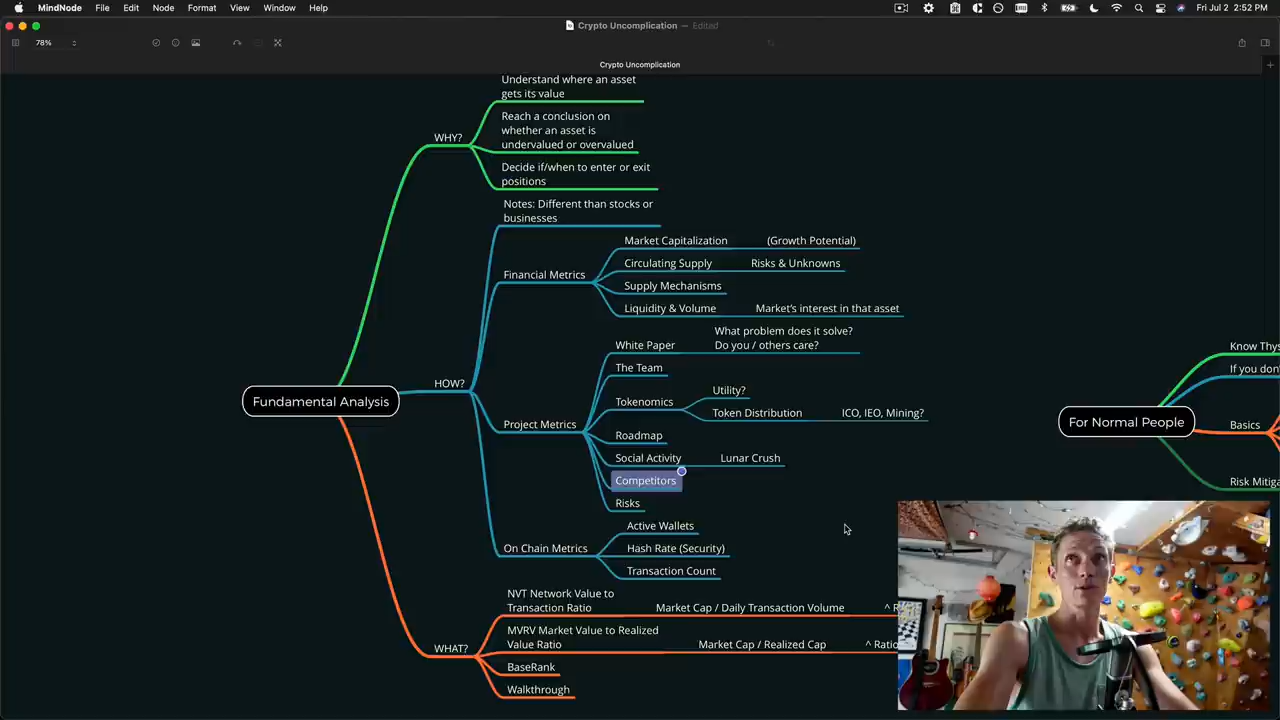 MindNode File Edit Node Format View Window Help Fri Jul 2 2:52 PM
Crypto Uncomplication — Edited
78%
Crypto Uncomplication
Understand where an asset
gets its value
Reach a conclusion on
whether an asset is
undervalued or overvalued
WHY?
Decide if/when to enter or exit
positions
Notes: Different than stocks or
businesses
Market Capitalization (Growth Potential)
Circulating Supply Risks & Unknowns
Financial Metrics
Supply Mechanisms
Liquidity & Volume Market's interest in that asset
What problem does it solve?
White Paper Do you / others care?
The Team
HOW?
Utility?
Tokenomics
Token Distribution ICO, IEO, Mining?
Fundamental Analysis
Project Metrics
Roadmap
Social Activity Lunar Crush
Competitors
Risks
Active Wallets
On Chain Metrics Hash Rate (Security)
Transaction Count
NVT Network Value to
Transaction Ratio Market Cap / Daily Transaction Volume ^ R
MVRV Market Value to Realized
Value Ratio Market Cap / Realized Cap ^ Ratio
WHAT?
BaseRank
Walkthrough
For Normal People
Know Thys
If you don'
Basics
Risk Mitiga